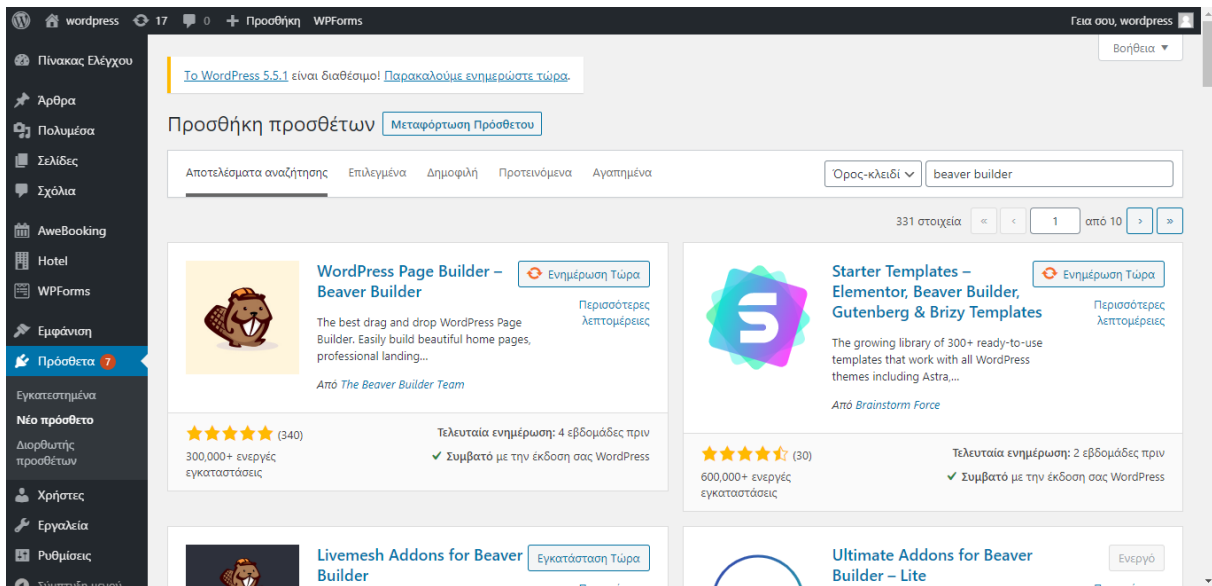 wordpress 17 0 + Προσθήκη WPForms Γεια σου, wordpress
Βοήθεια ▼
Πίνακας Ελέγχου
Άρθρα
Πολυμέσα
Σελίδες
Σχόλια
AweBooking
Hotel
WPForms
Εμφάνιση
Πρόσθετα 7
Εγκατεστημένα
Νέο πρόσθετο
Διορθωτής
προσθέτων
Χρήστες
Εργαλεία
Ρυθμίσεις
Το WordPress 5.5.1 είναι διαθέσιμο! Παρακαλούμε ενημερώστε τώρα.
Προσθήκη προσθέτων Μεταφόρτωση Πρόσθετου
Αποτελέσματα αναζήτησης Επιλεγμένα Δημοφιλή Προτεινόμενα Αγαπημένα Όρος-κλειδί beaver builder
331 στοιχεία « ‹ 1 από 10 › »
WordPress Page Builder –
Beaver Builder
Ενημέρωση Τώρα
Περισσότερες
λεπτομέρειες
The best drag and drop WordPress Page
Builder. Easily build beautiful home pages,
professional landing...
Από The Beaver Builder Team
(340)
300,000+ ενεργές
εγκαταστάσεις
Τελευταία ενημέρωση: 4 εβδομάδες πριν
✓ Συμβατό με την έκδοση σας WordPress
Starter Templates –
Elementor, Beaver Builder,
Gutenberg & Brizy Templates
Ενημέρωση Τώρα
Περισσότερες
λεπτομέρειες
The growing library of 300+ ready-to-use
templates that work with all WordPress
themes including Astra,...
Από Brainstorm Force
(30)
600,000+ ενεργές
εγκαταστάσεις
Τελευταία ενημέρωση: 2 εβδομάδες πριν
✓ Συμβατό με την έκδοση σας WordPress
Livemesh Addons for Beaver
Builder
Εγκατάσταση Τώρα
Ultimate Addons for Beaver
Builder – Lite
Ενεργό